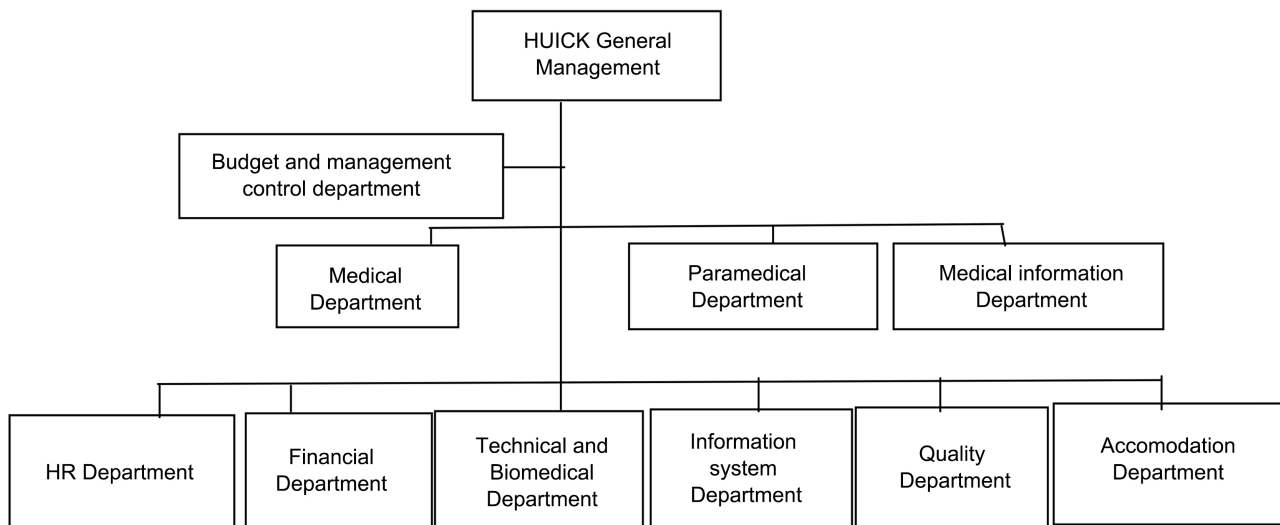 HUICK General
Management
Budget and management
control department
Medical
Department
Paramedical
Department
Medical information
Department
HR Department
Financial
Department
Technical and
Biomedical
Department
Information
system
Department
Quality
Department
Accomodation
Department